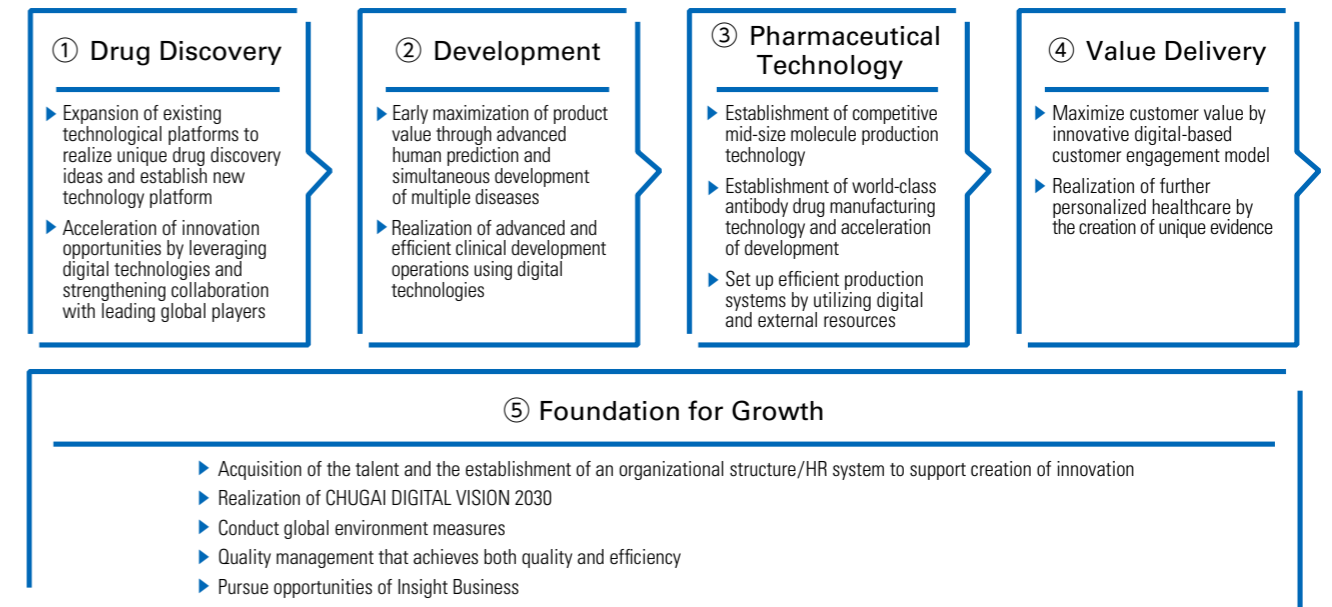 ① Drug Discovery
▶ Expansion of existing
technological platforms to
realize unique drug discovery
ideas and establish new
technology platform
▶ Acceleration of innovation
opportunities by leveraging
digital technologies and
strengthening collaboration
with leading global players
② Development
▶ Early maximization of product
value through advanced
human prediction and
simultaneous development
of multiple diseases
▶ Realization of advanced and
efficient clinical development
operations using digital
technologies
③ Pharmaceutical
Technology
▶ Establishment of competitive
mid-size molecule production
technology
▶ Establishment of world-class
antibody drug manufacturing
technology and acceleration
of development
▶ Set up efficient production
systems by utilizing digital
and external resources
④ Value Delivery
▶ Maximize customer value by
innovative digital-based
customer engagement model
▶ Realization of further
personalized healthcare by
the creation of unique evidence
⑤ Foundation for Growth
▶ Acquisition of the talent and the establishment of an organizational structure/HR system to support creation of innovation
▶ Realization of CHUGAI DIGITAL VISION 2030
▶ Conduct global environment measures
▶ Quality management that achieves both quality and efficiency
▶ Pursue opportunities of Insight Business